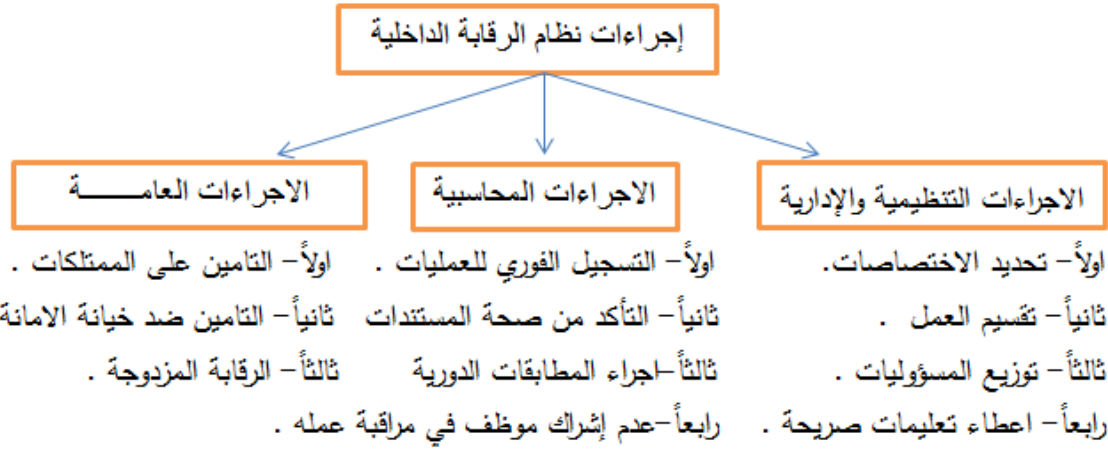 إجراءات نظام الرقابة الداخلية
الاجراءات التنظيمية والإدارية
اولاً– تحديد الاختصاصات.
ثانياً– تقسيم العمل .
ثالثاً– توزيع المسؤوليات .
رابعاً– اعطاء تعليمات صريحة .
الاجراءات المحاسبية
اولاً– التسجيل الفوري للعمليات .
ثانياً– التأكد من صحة المستندات
ثالثاً–اجراء المطابقات الدورية
رابعاً–عدم إشراك موظف في مراقبة عمله .
الاجراءات العامـــــــة
اولاً– التامين على الممتلكات .
ثانياً– التامين ضد خيانة الامانة
ثالثاً– الرقابة المزدوجة .